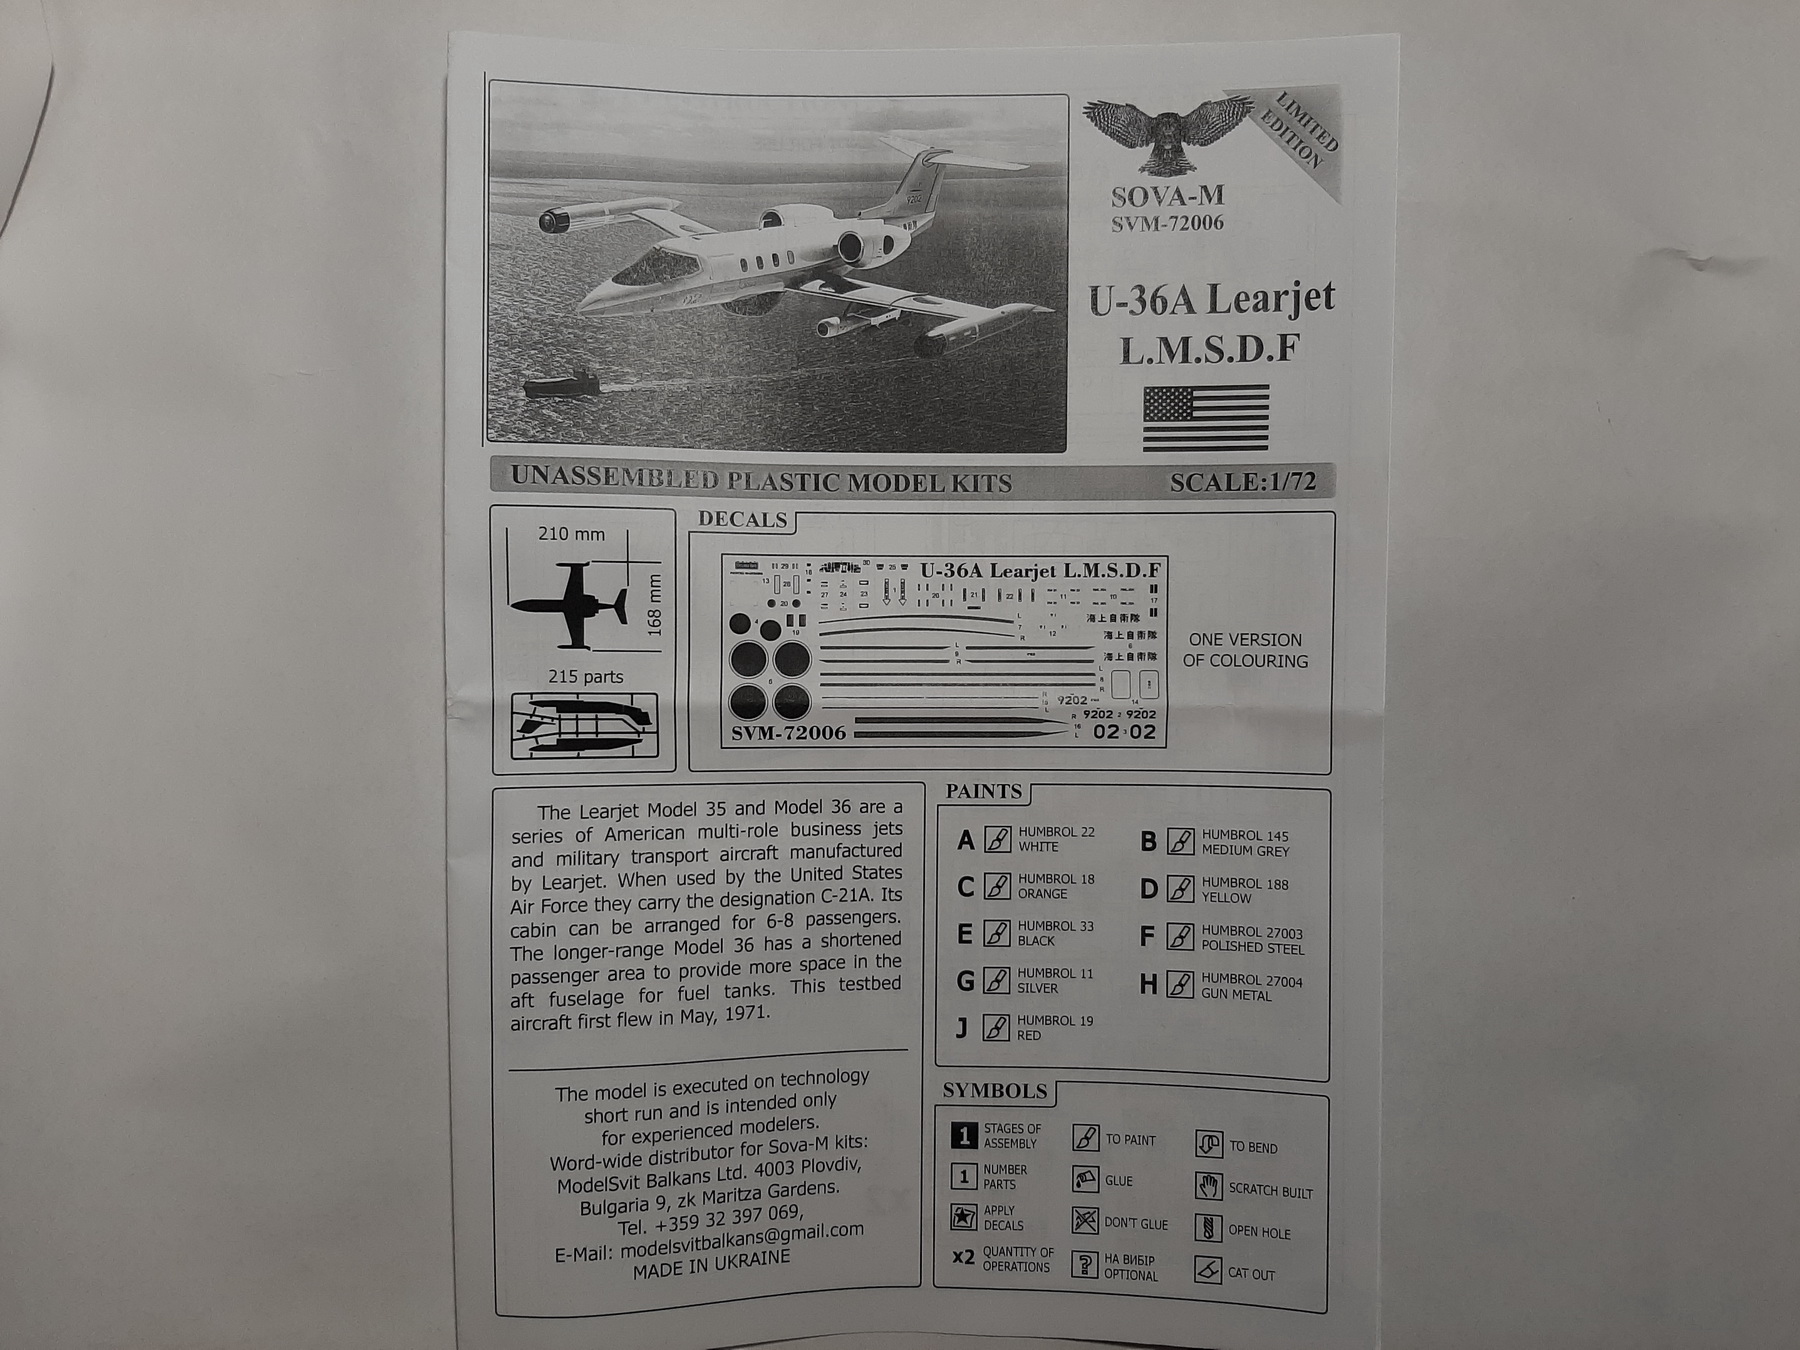 LIMITED
EDITION
SOVA-M
SVM-72006
U-36A Learjet
L.M.S.D.F
9202
UNASSEMBLED PLASTIC MODEL KITS
SCALE:1/72
210 mm
168 mm
215 parts
DECALS
U-36A Learjet L.M.S.D.F
海上自衛隊
海上自衛隊
海上自衛隊
9202
9202 2 9202
02 3 02
SVM-72006
ONE VERSION
OF COLOURING
The Learjet Model 35 and Model 36 are a
series of American multi-role business jets
and military transport aircraft manufactured
by Learjet. When used by the United States
Air Force they carry the designation C-21A. Its
cabin can be arranged for 6-8 passengers.
The longer-range Model 36 has a shortened
passenger area to provide more space in the
aft fuselage for fuel tanks. This testbed
aircraft first flew in May, 1971.
The model is executed on technology
short run and is intended only
for experienced modelers.
Word-wide distributor for Sova-M kits:
ModelSvit Balkans Ltd. 4003 Plovdiv,
Bulgaria 9, zk Maritza Gardens.
Tel. +359 32 397 069,
E-Mail: modelsvitbalkans@gmail.com
MADE IN UKRAINE
PAINTS
A HUMBROL 22
WHITE
B HUMBROL 145
MEDIUM GREY
C HUMBROL 18
ORANGE
D HUMBROL 188
YELLOW
E HUMBROL 33
BLACK
F HUMBROL 27003
POLISHED STEEL
G HUMBROL 11
SILVER
H HUMBROL 27004
GUN METAL
J HUMBROL 19
RED
SYMBOLS
1 STAGES OF
ASSEMBLY
TO PAINT
TO BEND
1 NUMBER
PARTS
GLUE
SCRATCH BUILT
APPLY
DECALS
DON'T GLUE
OPEN HOLE
x2 QUANTITY OF
OPERATIONS
? НА ВИБІР
OPTIONAL
CAT OUT